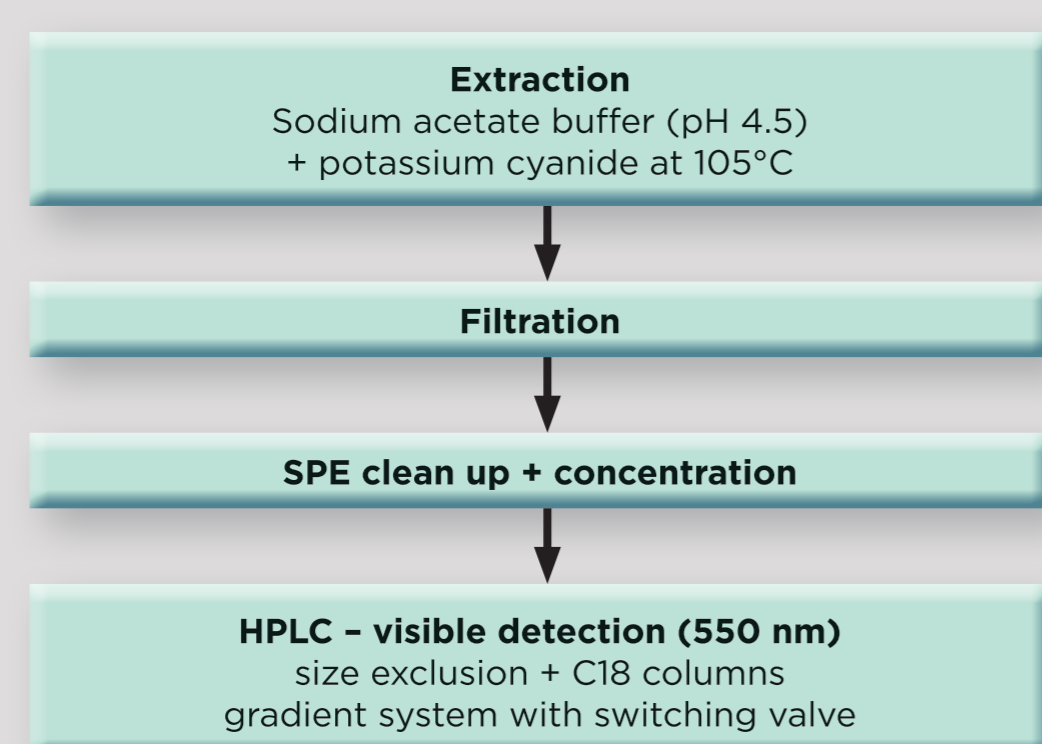 Extraction
Sodium acetate buffer (pH 4.5)
+ potassium cyanide at 105°C
Filtration
SPE clean up + concentration
HPLC – visible detection (550 nm)
size exclusion + C18 columns
gradient system with switching valve